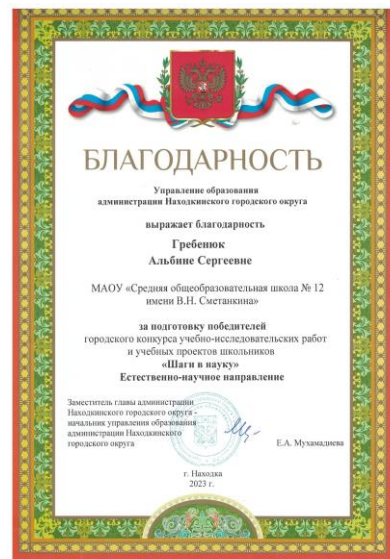 БЛАГОДАРНОСТЬ
Управление образования
администрации Находкинского городского округа
выражает благодарность
Гребенюк
Альбине Сергеевне
МАОУ «Средняя общеобразовательная школа № 12
имени В.Н. Сметанкина»
за подготовку победителей
городского конкурса учебно-исследовательских работ
и учебных проектов школьников
«Шаги в науку»
Естественно-научное направление
Заместитель главы администрации
Находкинского городского округа -
начальник управления образования
администрации Находкинского
городского округа
Е.А. Мухамадиева
г. Находка
2023 г.